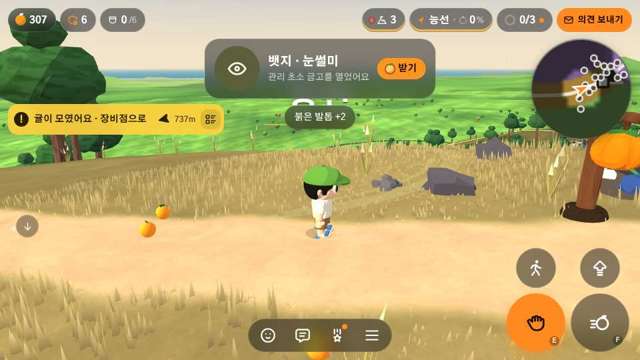 307
6
0/6
3
능선 · 0%
0/3
의견 보내기
뱃지 · 눈썰미
관리 초소 금고를 열었어요
받기
귤이 모였어요 · 장비점으로
737m
붉은 발톱 +2
E
F